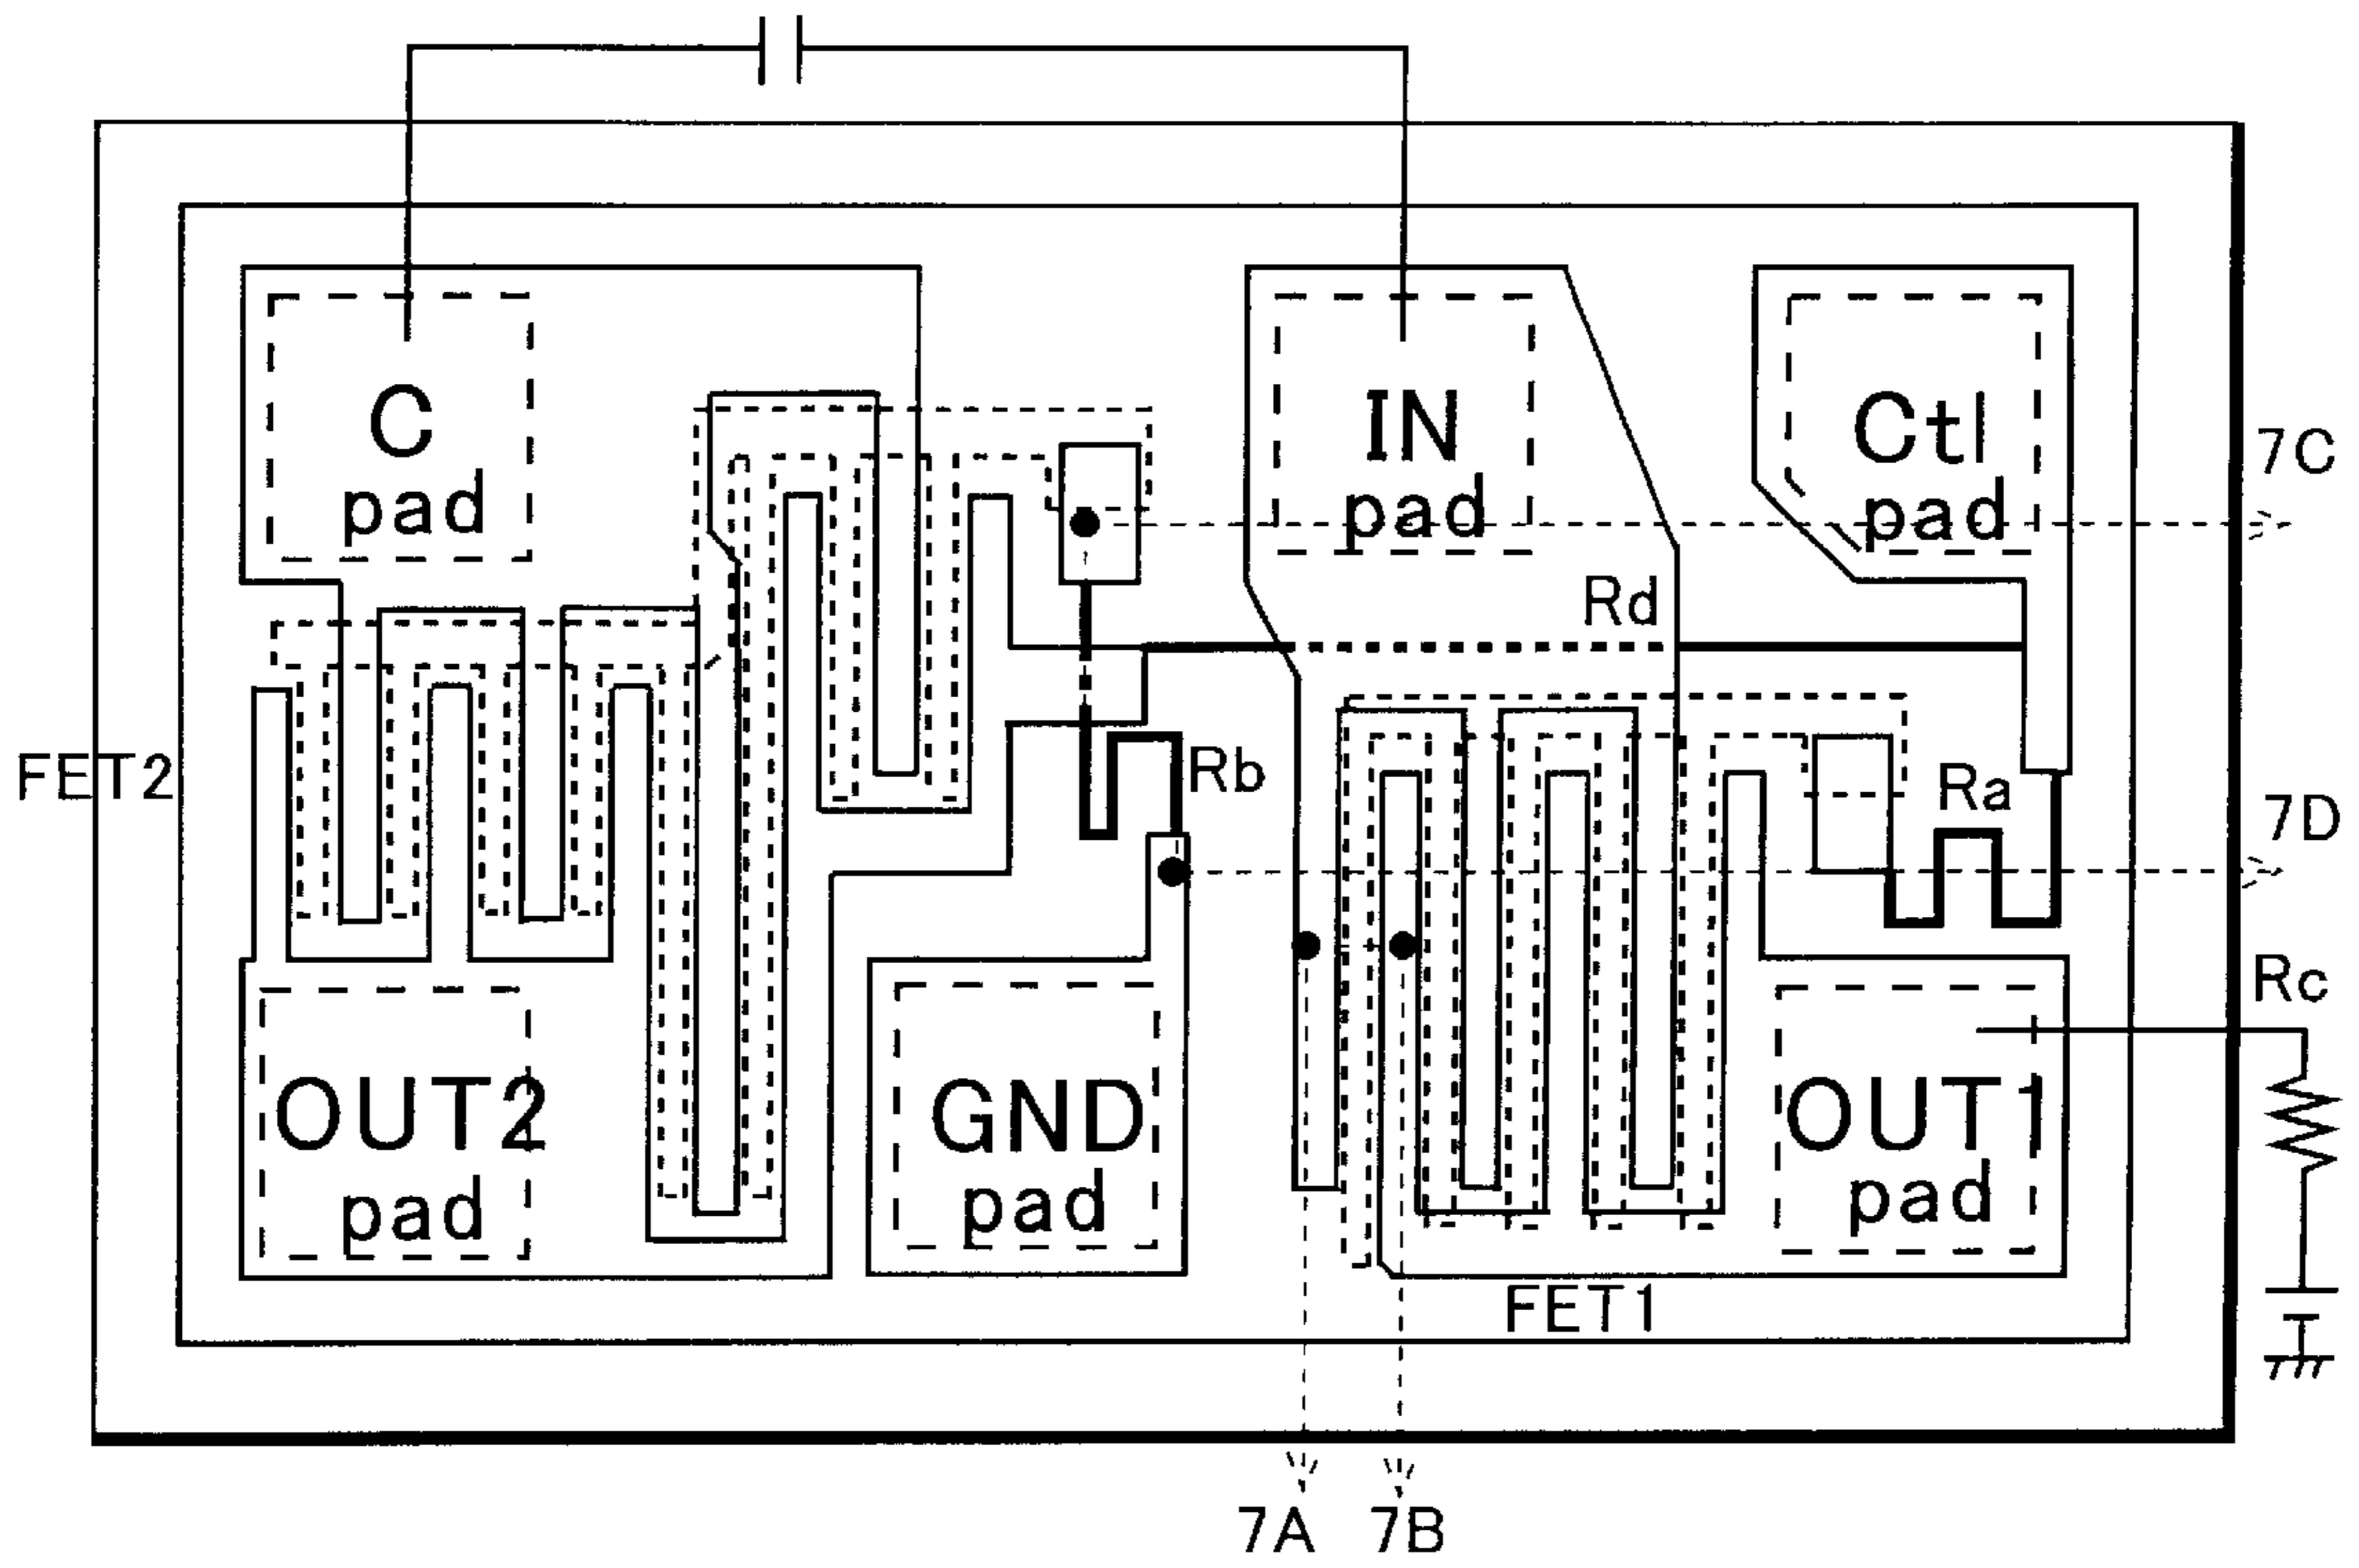 C
pad
IN
pad
Ctl
pad
7C
Rd
FET2
Rb
Ra
7D
Rc
OUT2
pad
GND
pad
OUT1
pad
FET1
7A 7B